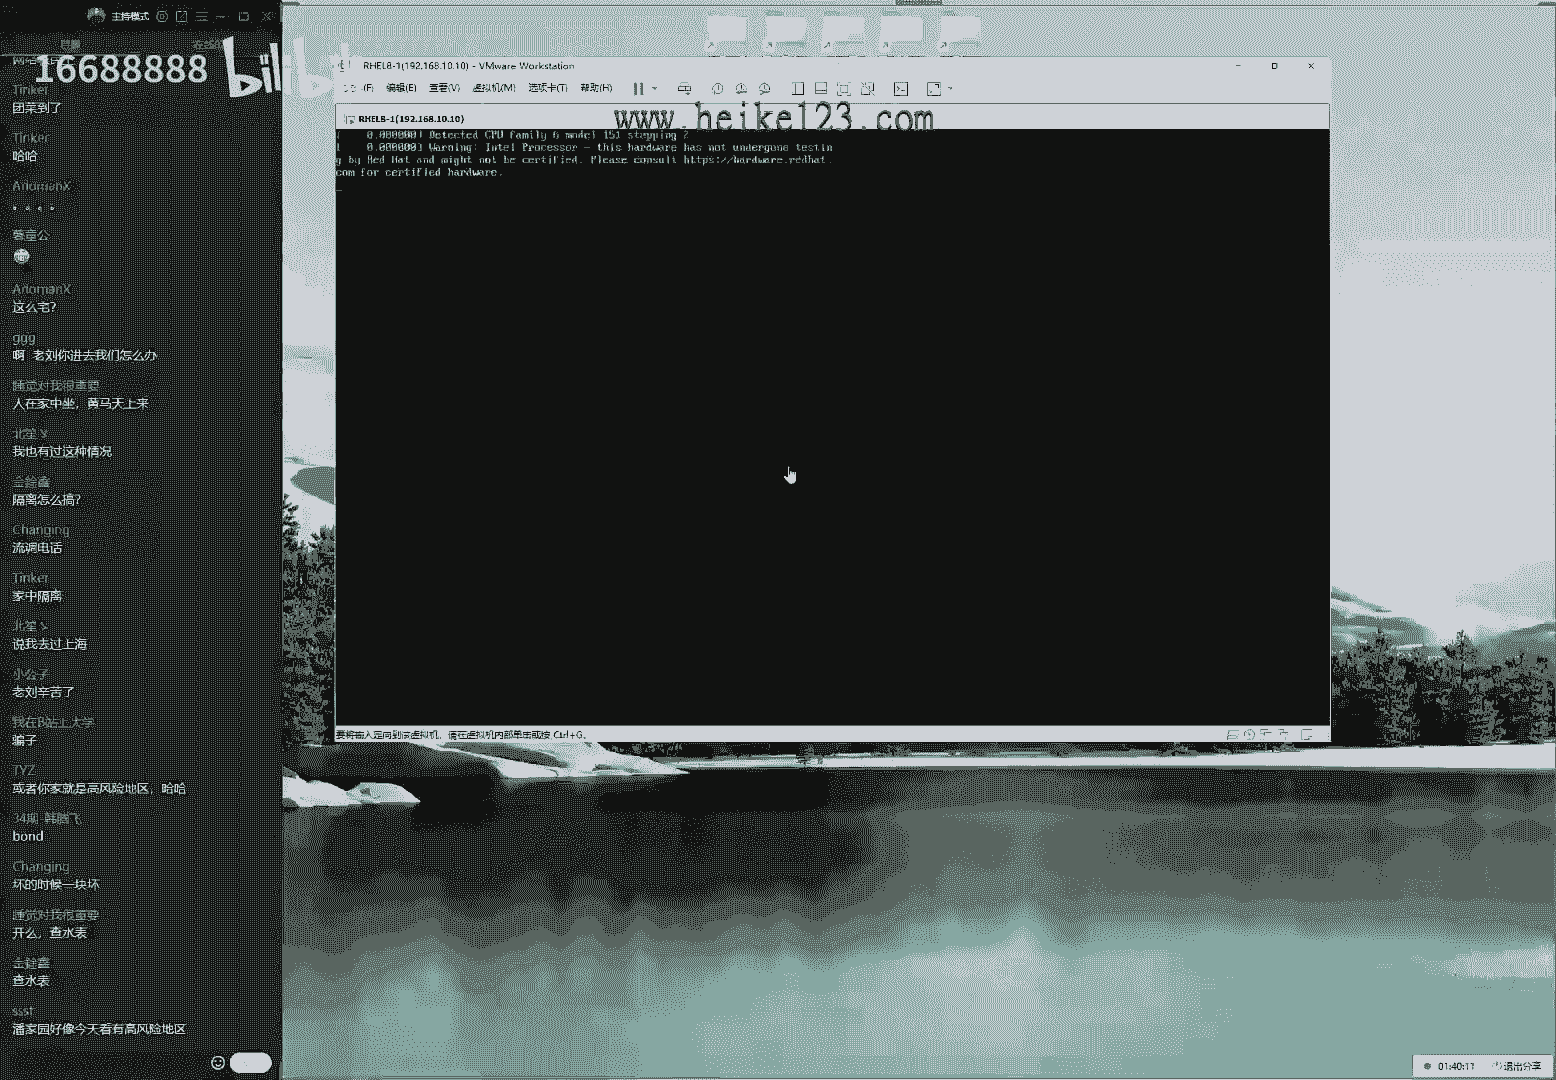 主持模式
16688888
bilibili
Tinker
团菜到了
Tinker
哈哈
AndmanX
。。。。
薯童公
AndmanX
这么宅?
ggg
啊 老刘你进去我们怎么办
睡觉对我很重要
人在家中坐，黄马天上来
我也有过这种情况
金鑫鑫
隔离怎么搞?
Changing
流调电话
Tinker
家中隔离
说我去过上海
小公子
老刘辛苦了
我在B站上大学
骗子
TYZ
或者你家就是高风险地区，哈哈
34期-韩腾飞
bond
Changing
坏的时候一块坏
睡觉对我很重要
开么，查水表
金鑫鑫
查水表
ssst
潘家园好像今天看有高风险地区
RHEL8-1(192.168.10.10) - VMware Workstation
(F) 编辑(E) 查看(V) 虚拟机(M) 选项卡(T) 帮助(H)
www.heike123.com
RHEL8-1(192.168.10.10)
[    0.000000] Detected CPU family 6 model 151 stepping 2
[    0.000000] Warning: Intel Processor - this hardware has not undergone testin
g by Red Hat and might not be certified. Please consult https://hardware.redhat.
com for certified hardware.
要将输入定向到该虚拟机，请在虚拟机内部单击或按 Ctrl+G。
01:40:17 退出分享